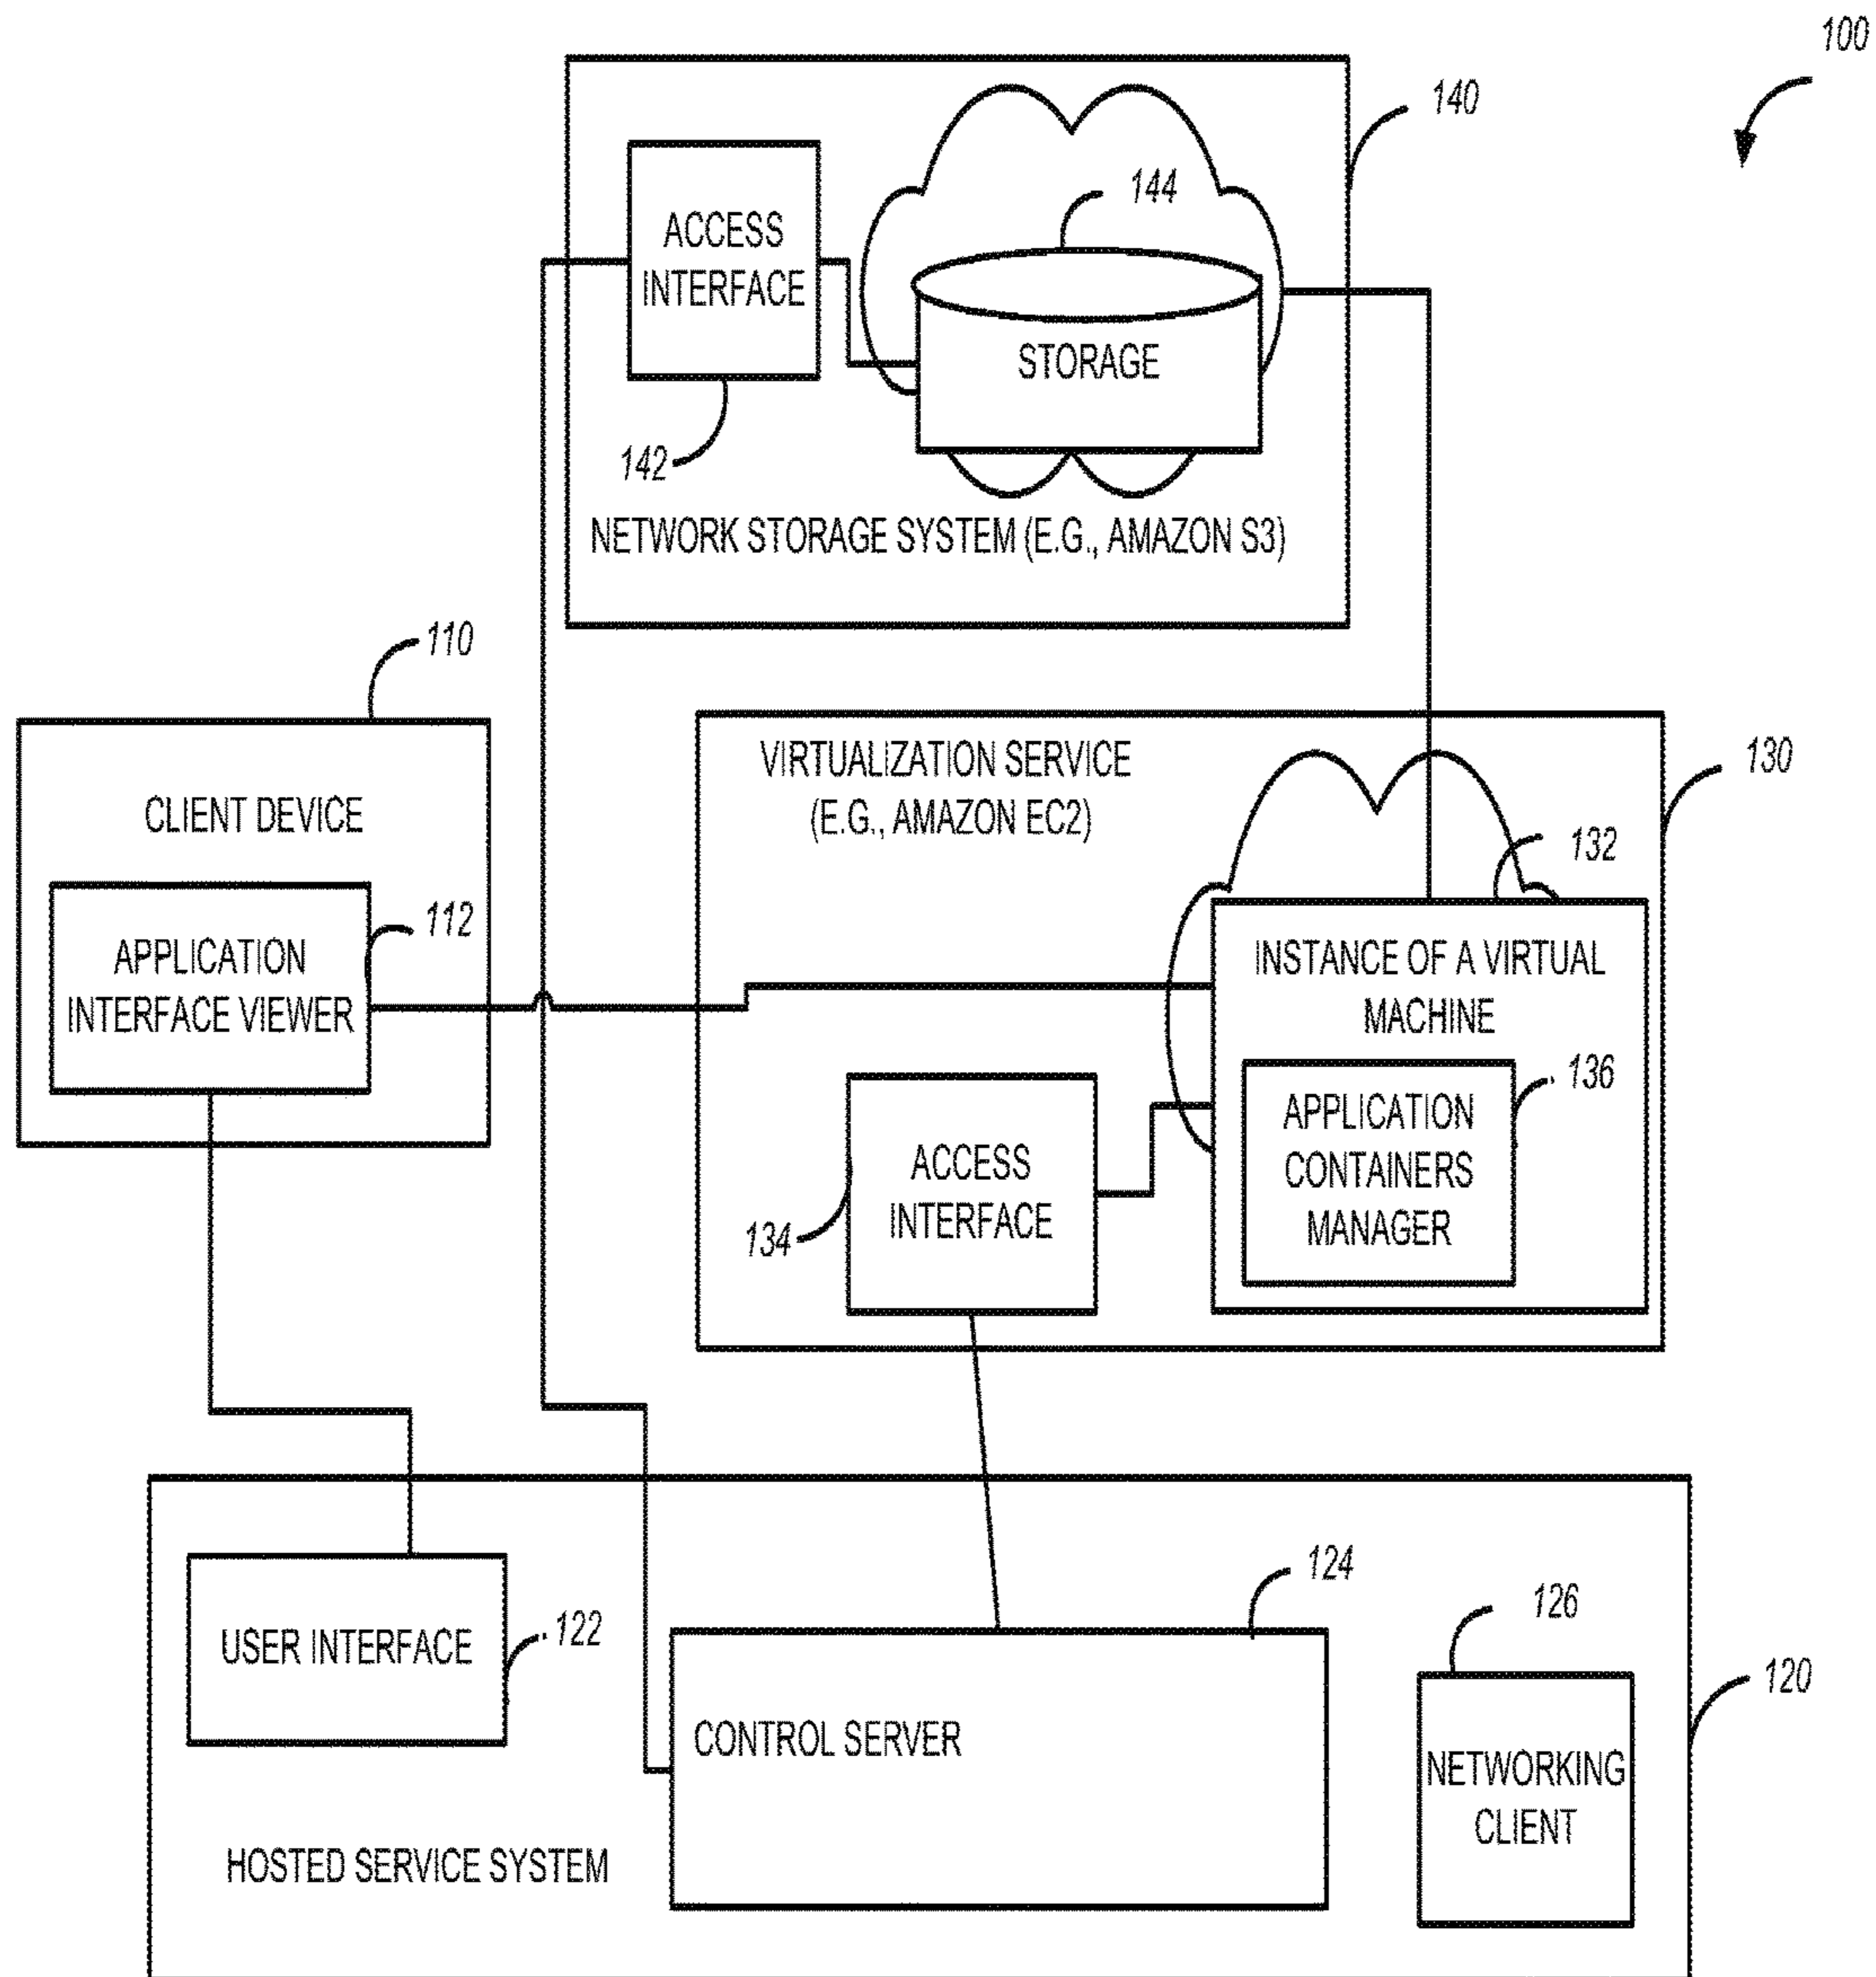 100
140
144
ACCESS
INTERFACE
STORAGE
142
NETWORK STORAGE SYSTEM (E.G., AMAZON S3)
110
CLIENT DEVICE
112
APPLICATION
INTERFACE VIEWER
130
VIRTUALIZATION SERVICE
(E.G., AMAZON EC2)
132
INSTANCE OF A VIRTUAL
MACHINE
136
APPLICATION
CONTAINERS
MANAGER
ACCESS
INTERFACE
134
124
126
122
USER INTERFACE
120
CONTROL SERVER
NETWORKING
CLIENT
HOSTED SERVICE SYSTEM